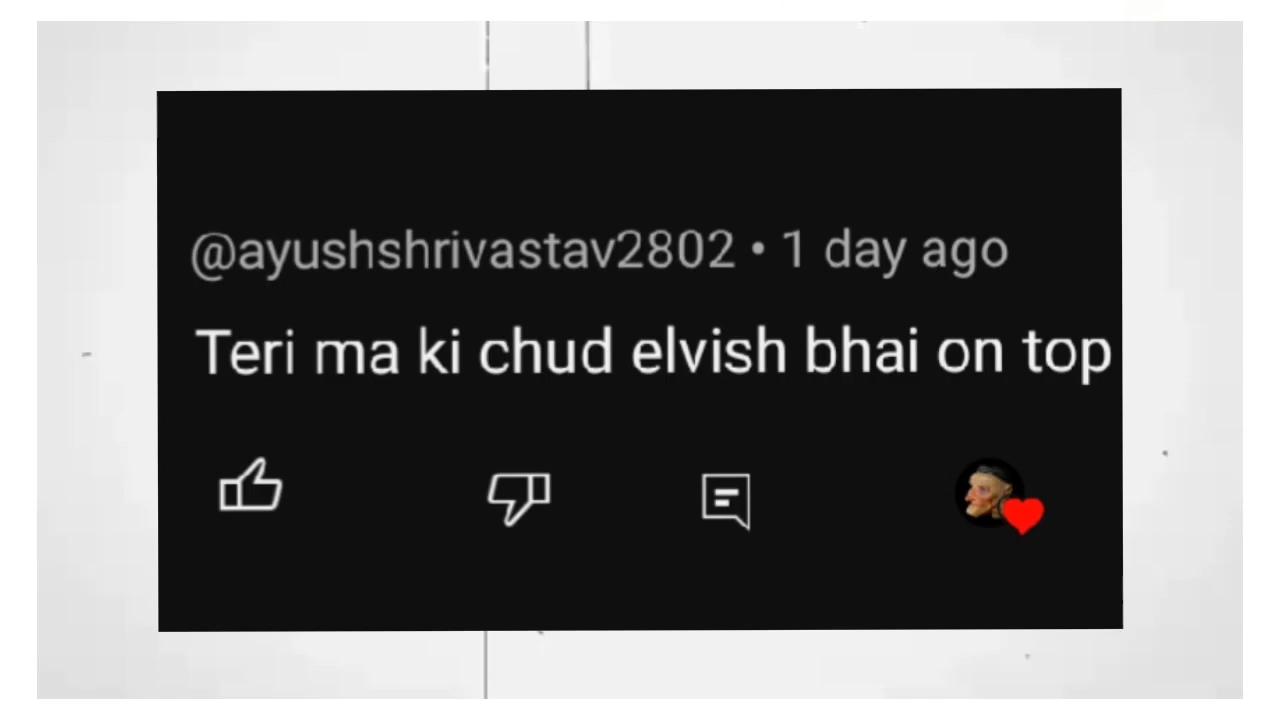 @ayushshrivastav2802 • 1 day ago
Teri ma ki chud elvish bhai on top